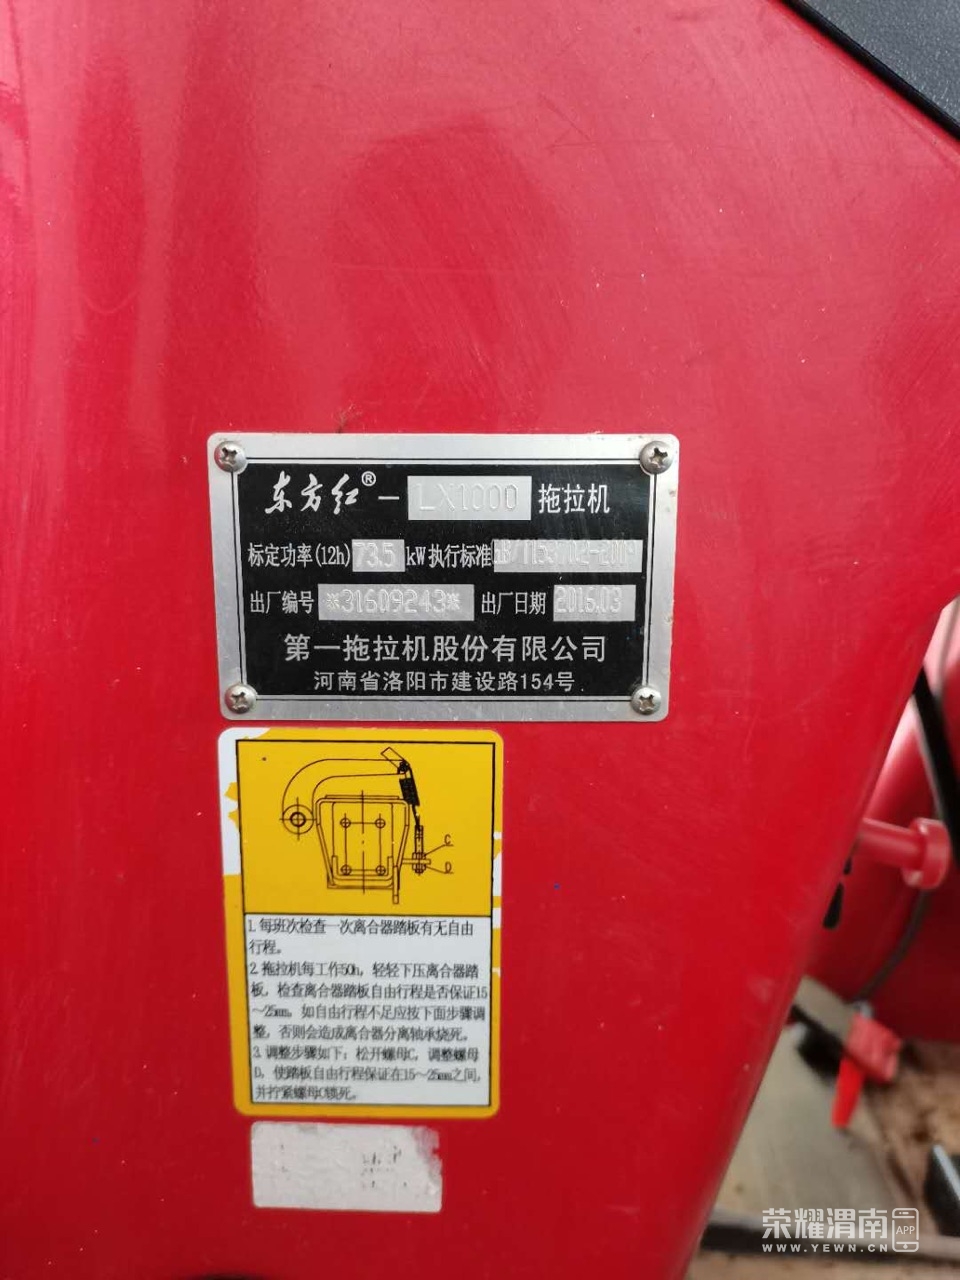 东方红®-LX1000 拖拉机
标定功率(12h) 73.5 kW 执行标准
出厂编号 *31609243* 出厂日期 2016.03
第一拖拉机股份有限公司
河南省洛阳市建设路154号
C
D
1.每班次检查一次离合器踏板有无自由
行程。
2.拖拉机每工作50h，轻轻下压离合器踏
板，检查离合器踏板自由行程是否保证15
～25mm，如自由行程不足应按下面步骤调
整，否则会造成离合器分离轴承烧死。
3.调整步骤如下：松开螺母C，调整螺母
D，使踏板自由行程保证在15～25mm之间，
并拧紧螺母C锁死。
荣耀渭南 APP
WWW.YEWN.CN